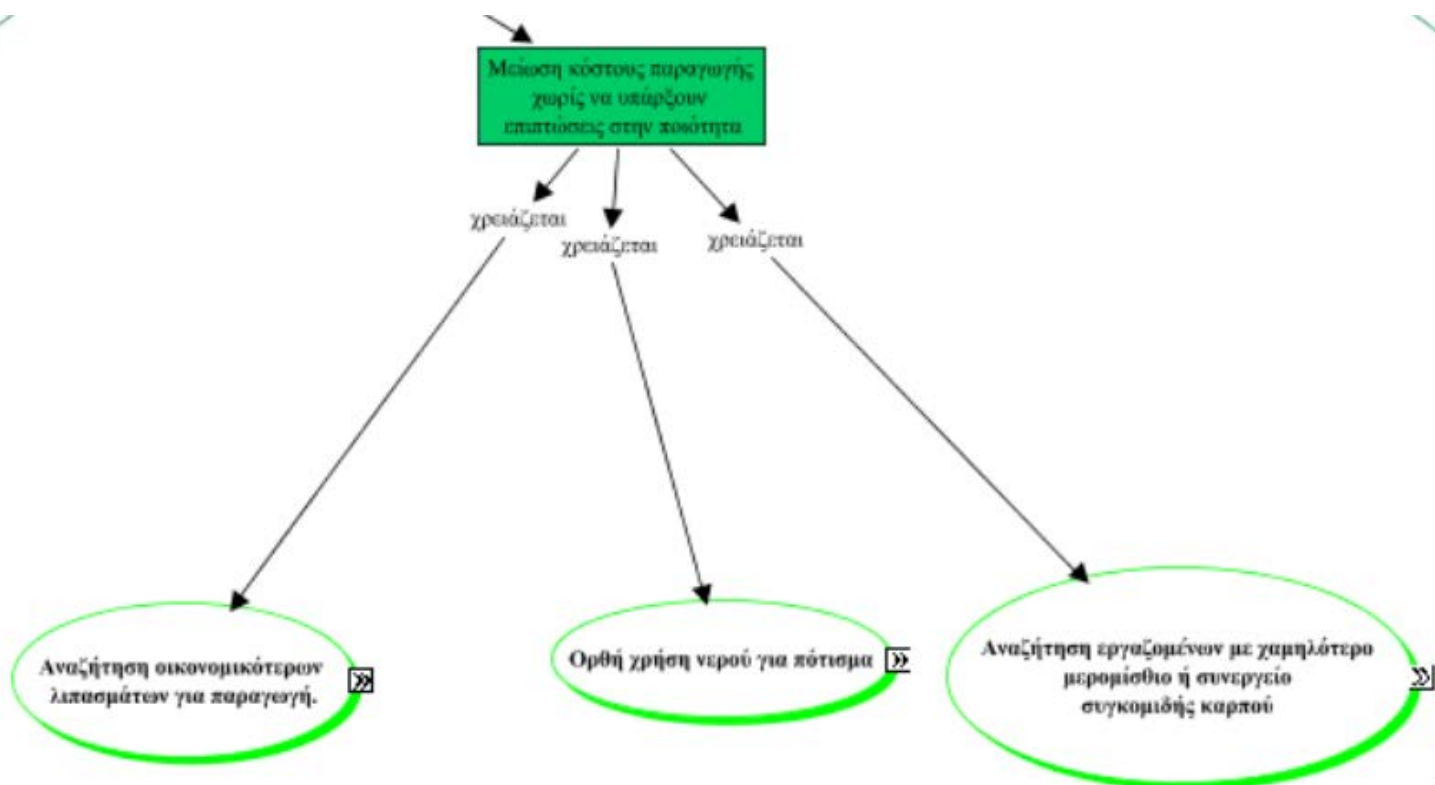 Μείωση κόστους παραγωγής
χωρίς να υπάρξουν
επιπτώσεις στην ποιότητα
χρειάζεται
χρειάζεται
χρειάζεται
Αναζήτηση οικονομικότερων
λιπασμάτων για παραγωγή.
Ορθή χρήση νερού για πότισμα
Αναζήτηση εργαζομένων με χαμηλότερο
μερομίσθιο ή συνεργείο
συγκομιδής καρπού